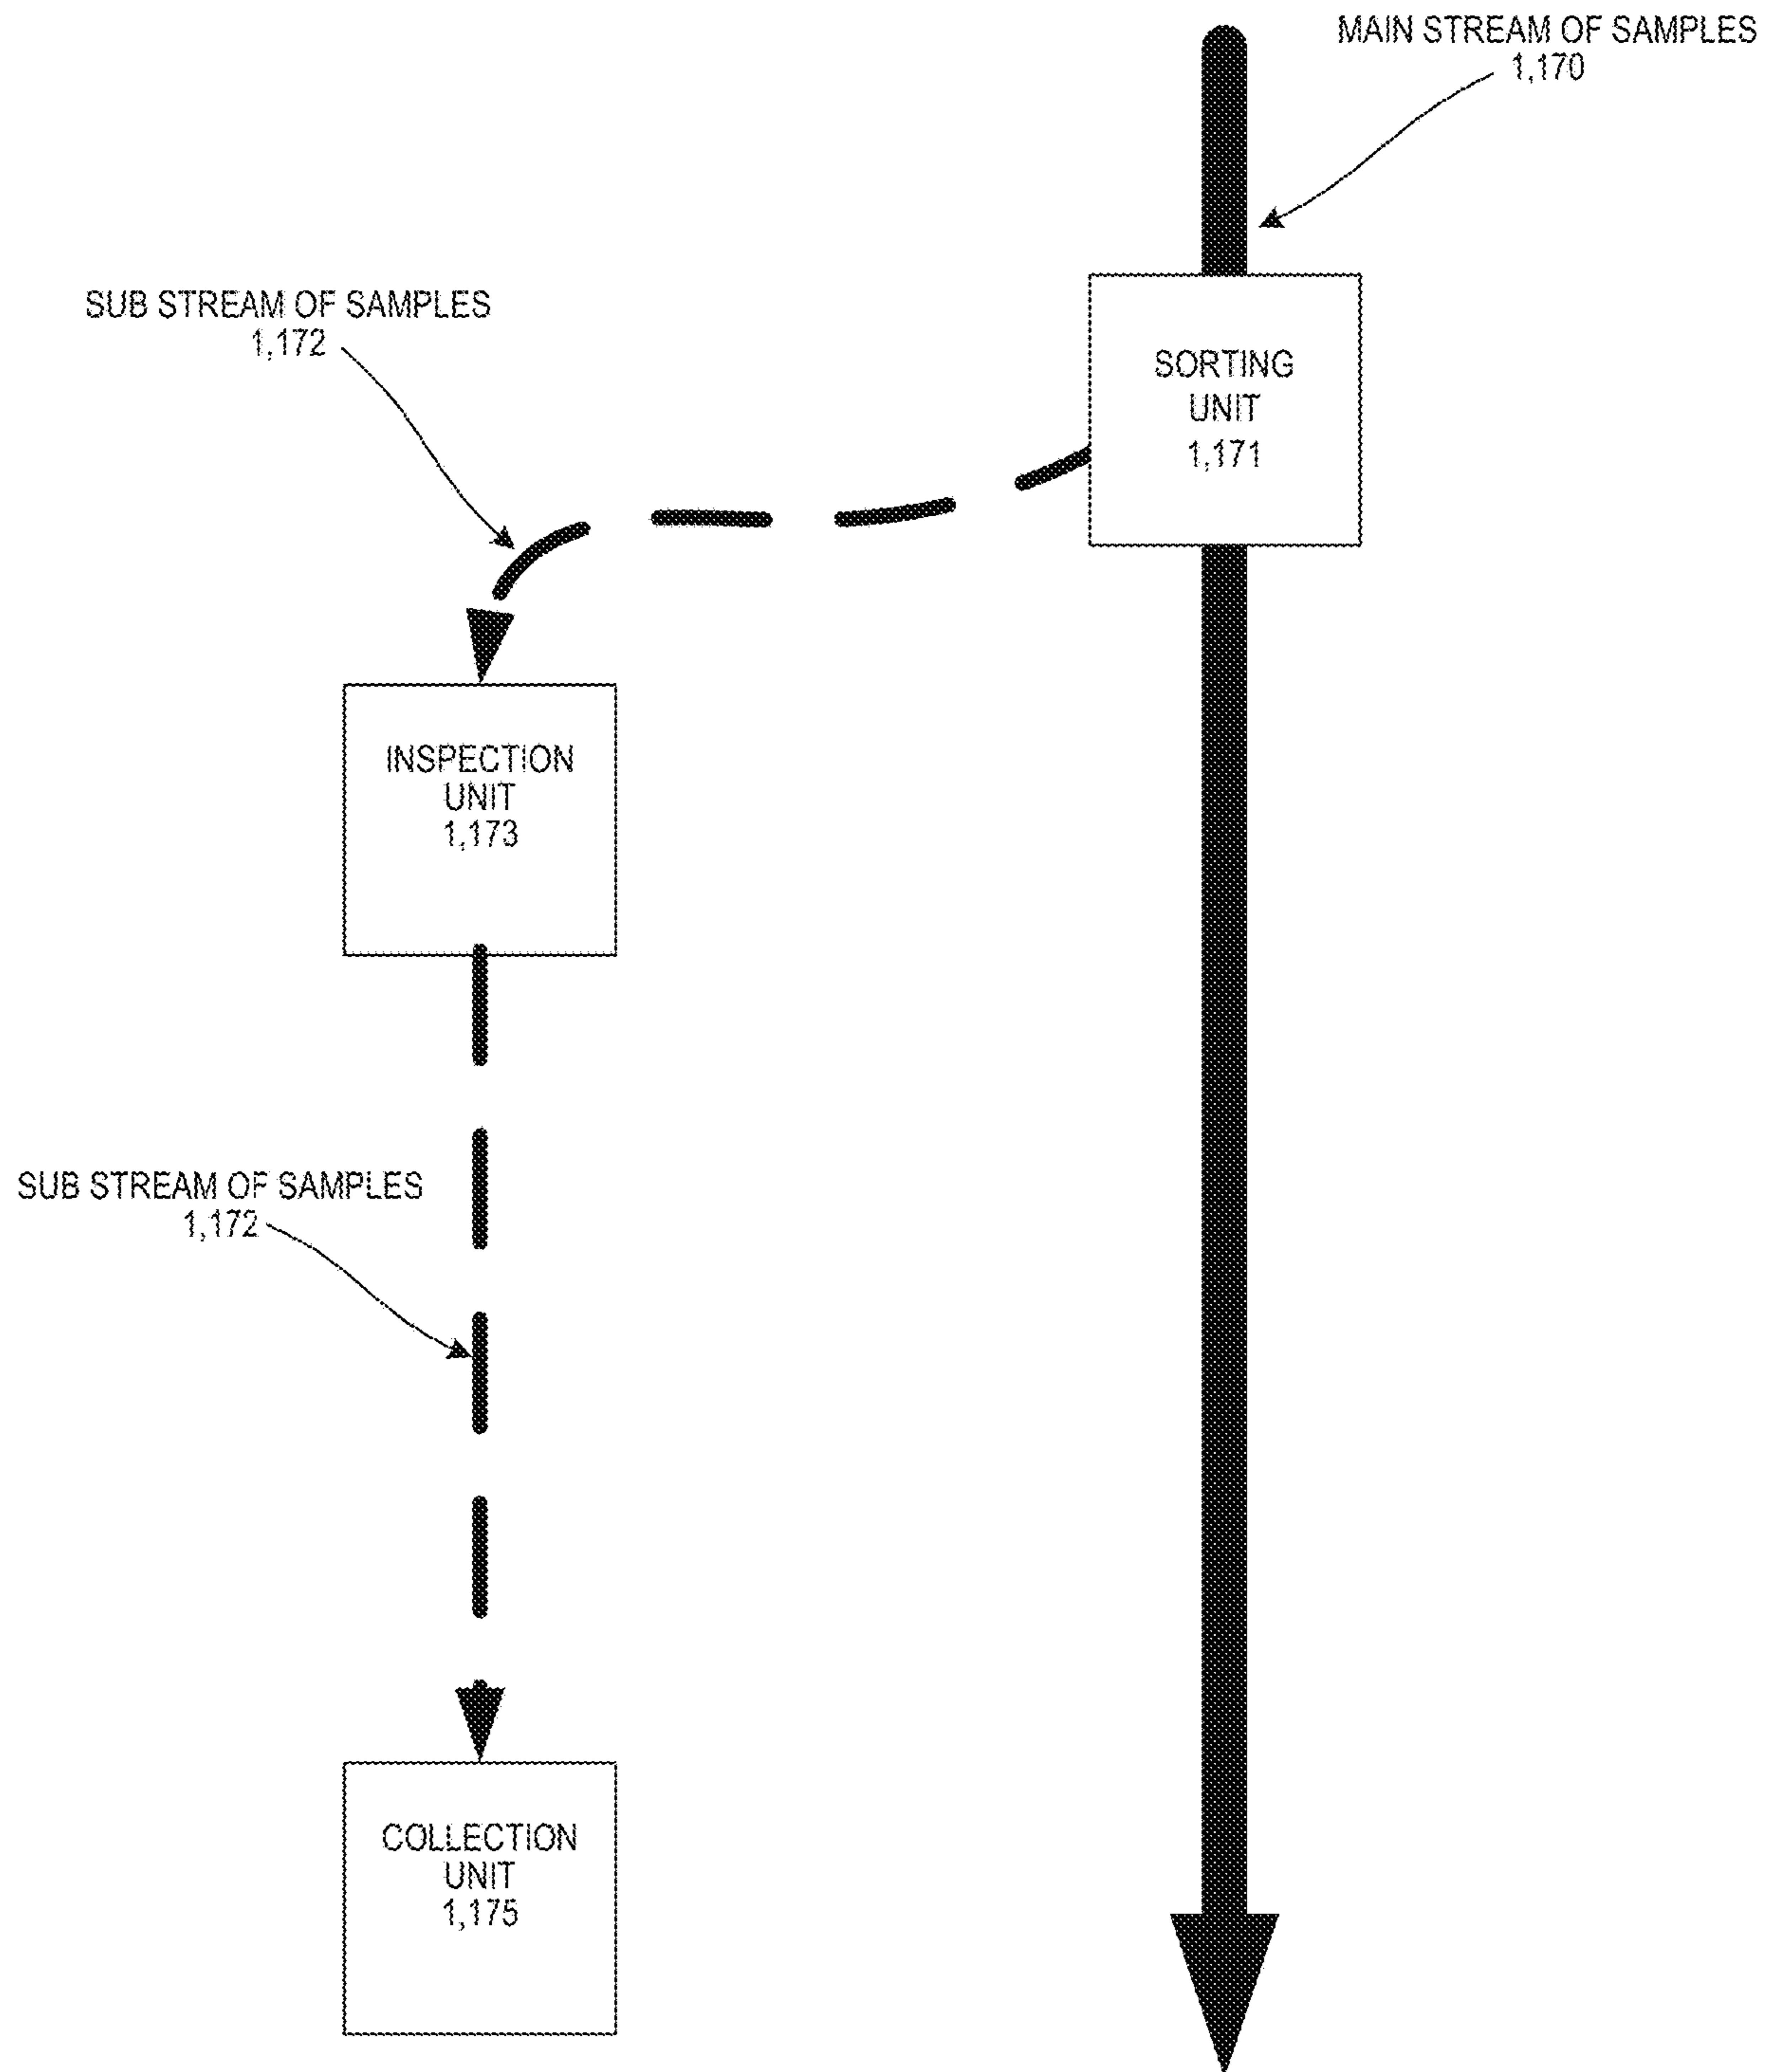 MAIN STREAM OF SAMPLES
1,170
SUB STREAM OF SAMPLES
1,172
SORTING
UNIT
1,171
INSPECTION
UNIT
1,173
SUB STREAM OF SAMPLES
1,172
COLLECTION
UNIT
1,175